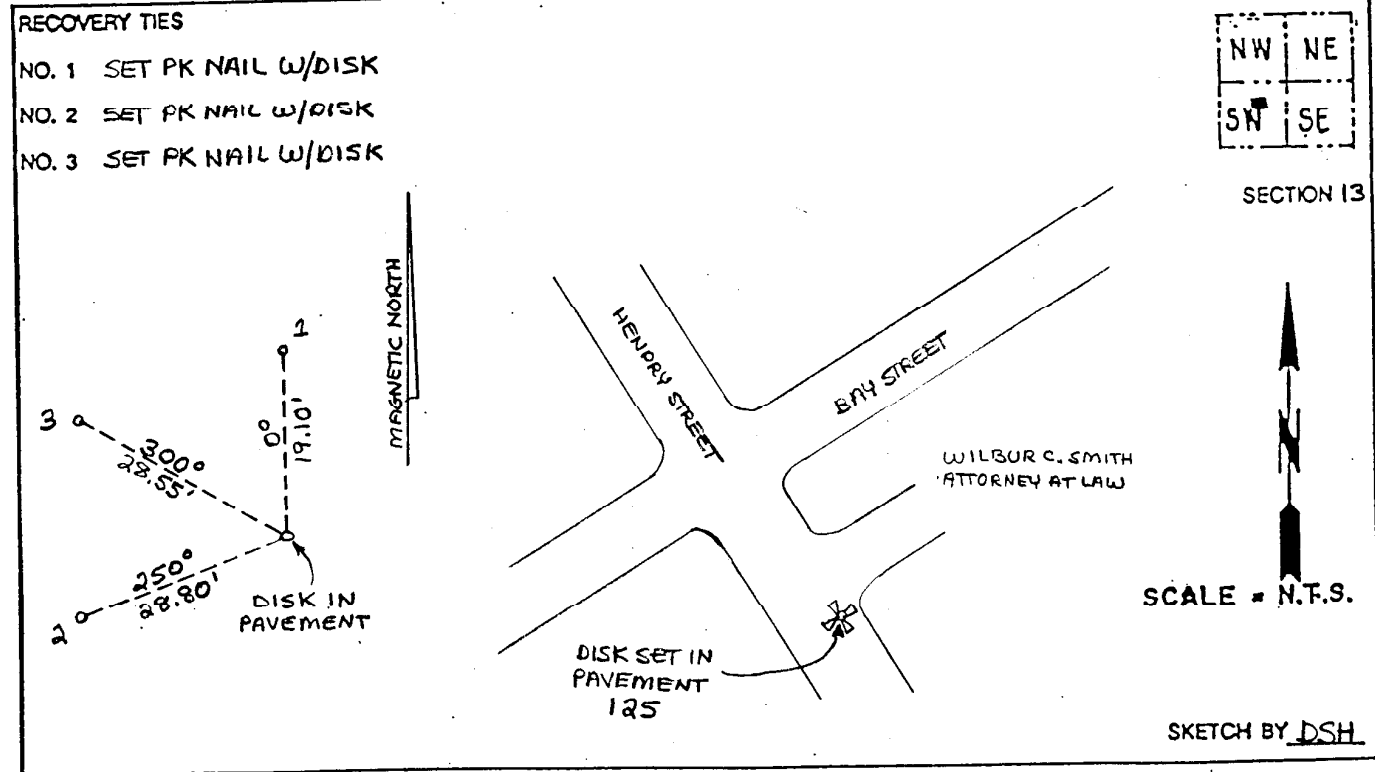 RECOVERY TIES
NO. 1 SET PK NAIL W/DISK
NO. 2 SET PK NAIL W/DISK
NO. 3 SET PK NAIL W/DISK
NW NE
SW SE
SECTION 13
MAGNETIC NORTH
1
0°
19.10'
3
300°
28.55'
250°
28.80'
2
DISK IN
PAVEMENT
HENRY STREET
BAY STREET
WILBUR C. SMITH
ATTORNEY AT LAW
N
SCALE = N.T.S.
DISK SET IN
PAVEMENT
125
SKETCH BY DSH